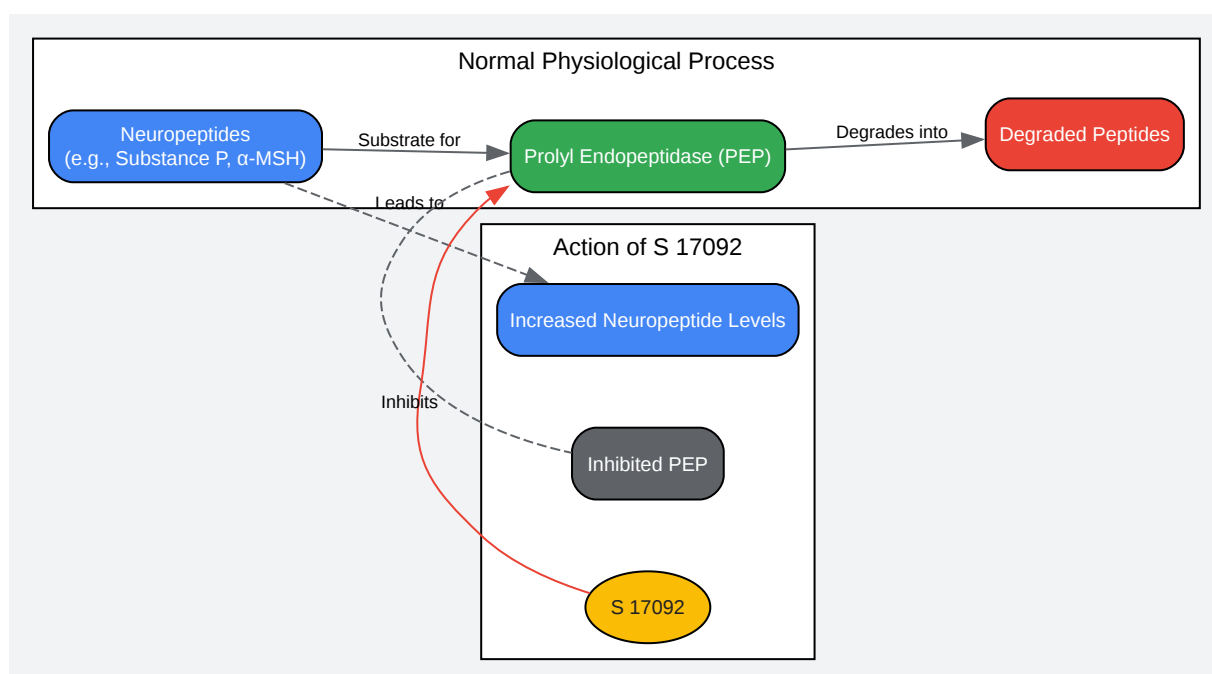 Normal Physiological Process
Neuropeptides
(e.g., Substance P, α-MSH)
Substrate for
Prolyl Endopeptidase (PEP)
Degrades into
Degraded Peptides
Leads to
Action of S 17092
Increased Neuropeptide Levels
Inhibits
Inhibited PEP
S 17092